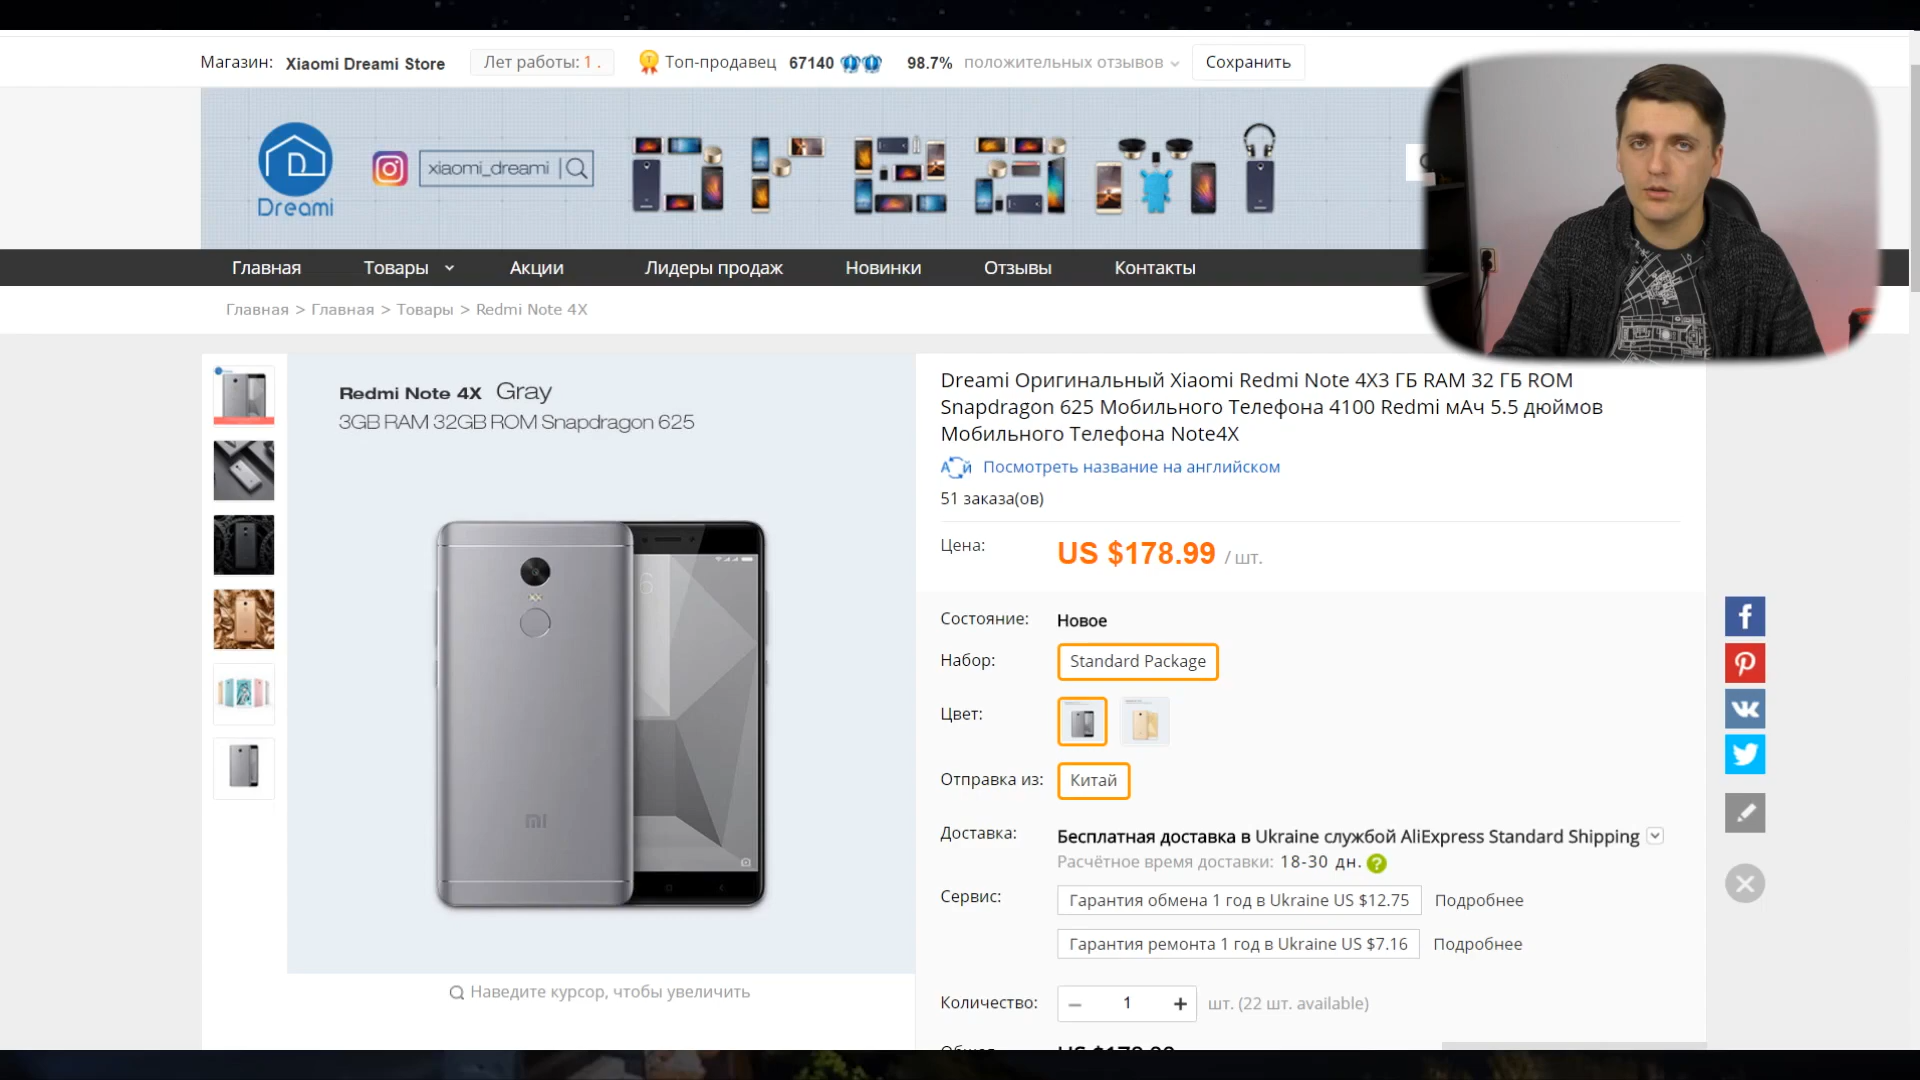 Магазин: Xiaomi Dreami Store Лет работы: 1 . Топ-продавец 67140 98.7% положительных отзывов Сохранить
Dreami
xiaomi_dreami
Dreami
Главная Товары Акции Лидеры продаж Новинки Отзывы Контакты
Главная > Главная > Товары > Redmi Note 4X
Redmi Note 4X Gray
3GB RAM 32GB ROM Snapdragon 625
mi
Наведите курсор, чтобы увеличить
Dreami Оригинальный Xiaomi Redmi Note 4X3 ГБ RAM 32 ГБ ROM
Snapdragon 625 Мобильного Телефона 4100 Redmi мАч 5.5 дюймов
Мобильного Телефона Note4X
Посмотреть название на английском
51 заказа(ов)
Цена: US $178.99 / шт.
Состояние: Новое
Набор: Standard Package
Цвет:
Отправка из: Китай
Доставка: Бесплатная доставка в Ukraine службой AliExpress Standard Shipping
Расчётное время доставки: 18-30 дн. ?
Сервис: Гарантия обмена 1 год в Ukraine US $12.75 Подробнее
Гарантия ремонта 1 год в Ukraine US $7.16 Подробнее
Количество: − 1 + шт. (22 шт. available)